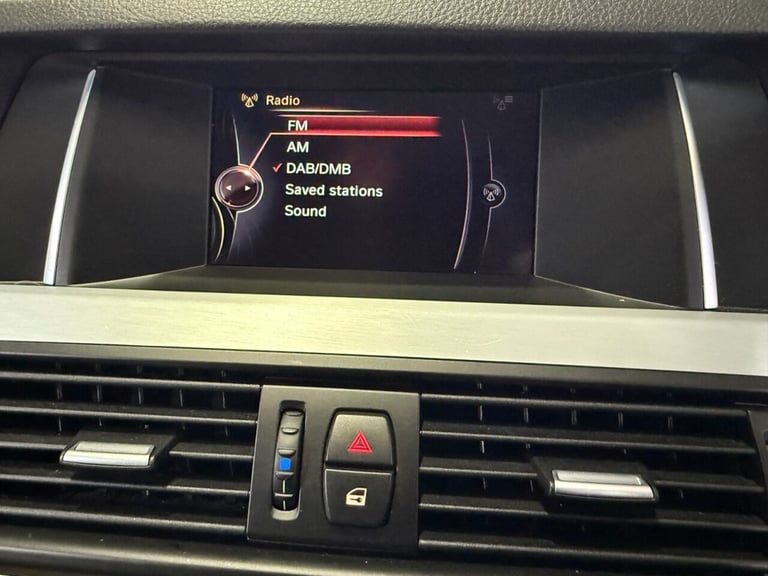 Radio
FM
AM
DAB/DMB
Saved stations
Sound